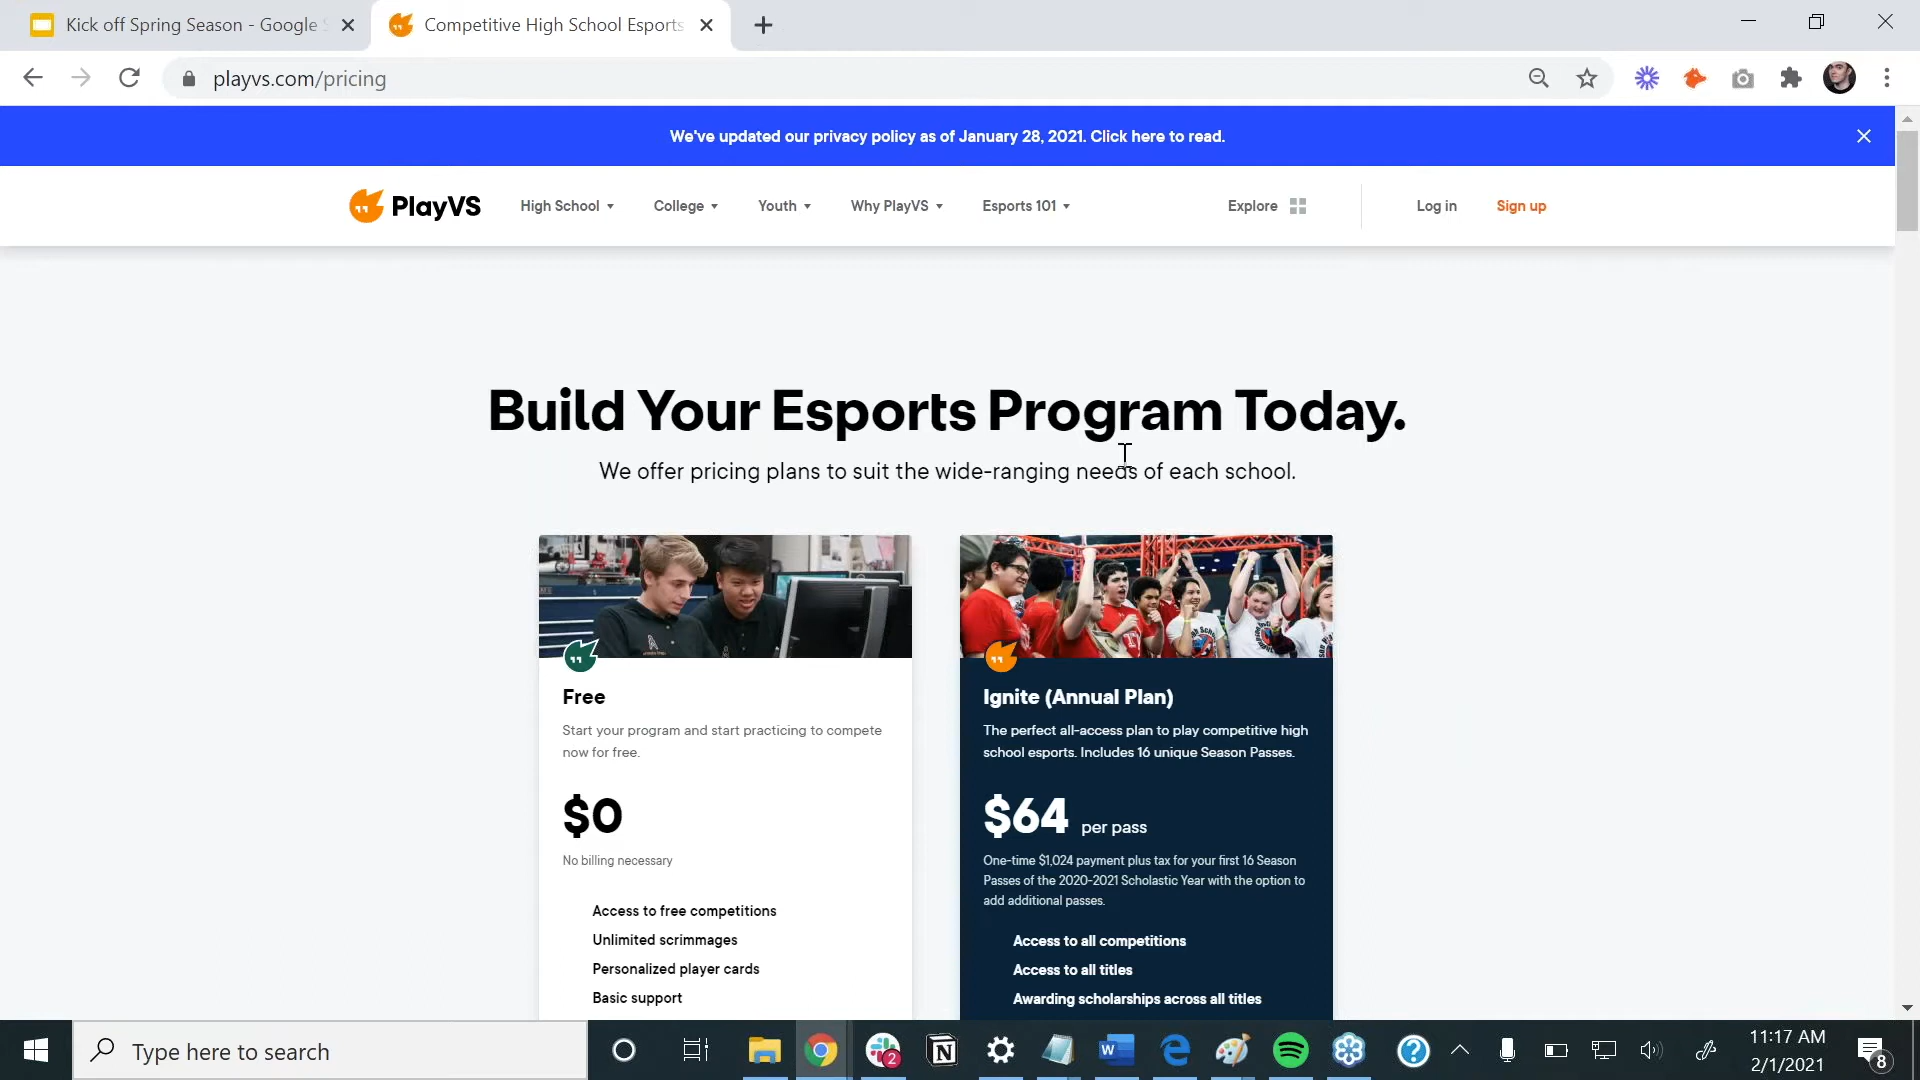 Kick off Spring Season - Google S
Competitive High School Esports
playvs.com/pricing
We've updated our privacy policy as of January 28, 2021. Click here to read.
PlayVS
High School
College
Youth
Why PlayVS
Esports 101
Explore
Log in
Sign up
Build Your Esports Program Today.
We offer pricing plans to suit the wide-ranging needs of each school.
Free
Start your program and start practicing to compete
now for free.
$0
No billing necessary
Access to free competitions
Unlimited scrimmages
Personalized player cards
Basic support
Ignite (Annual Plan)
The perfect all-access plan to play competitive high
school esports. Includes 16 unique Season Passes.
$64 per pass
One-time $1,024 payment plus tax for your first 16 Season
Passes of the 2020-2021 Scholastic Year with the option to
add additional passes.
Access to all competitions
Access to all titles
Awarding scholarships across all titles
Type here to search
2
11:17 AM
2/1/2021
8